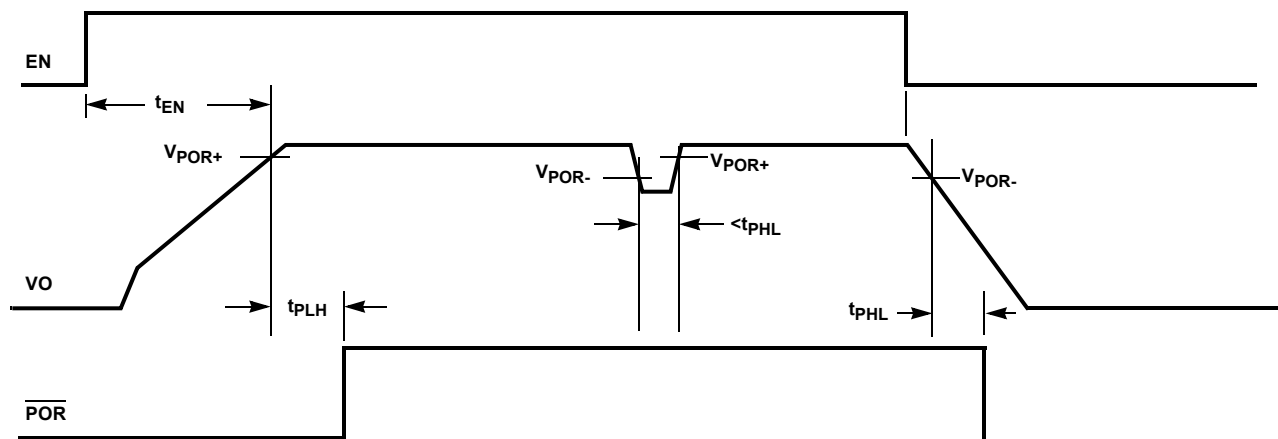 EN
tEN
VPOR+
VPOR-
VPOR+
VPOR-
<tPHL
VO
tPLH
tPHL
POR